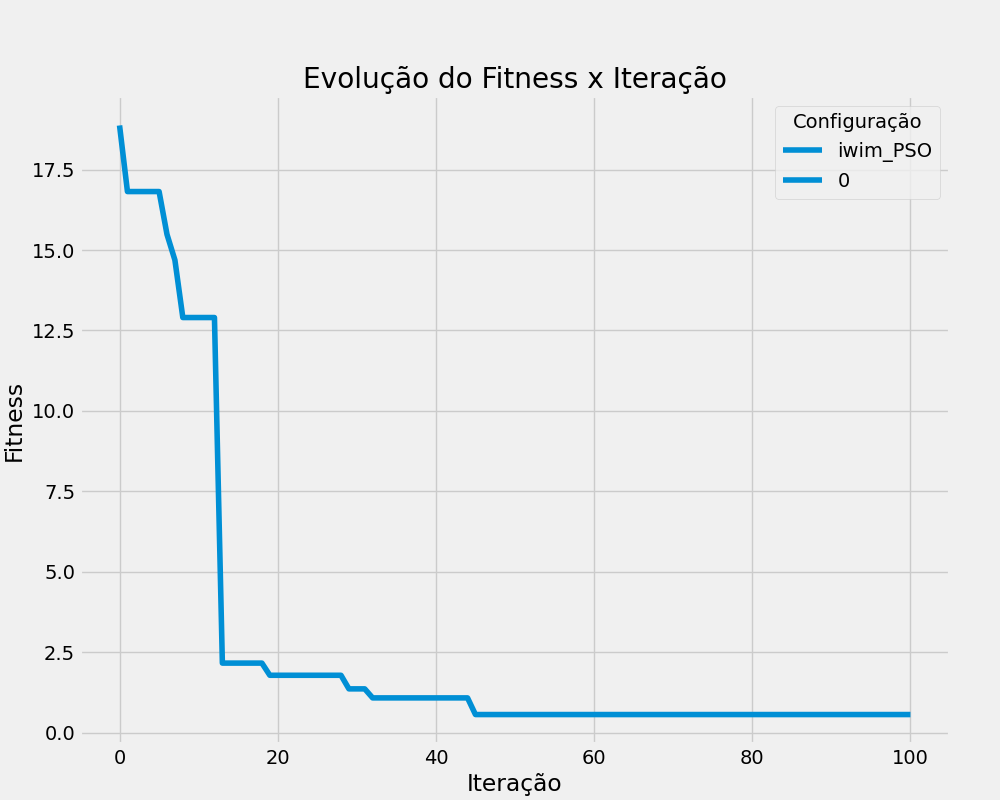 Evolução do Fitness x Iteração
Configuração
iwim_PSO
0
Fitness
17.5
15.0
12.5
10.0
7.5
5.0
2.5
0.0
0 20 40 60 80 100
Iteração